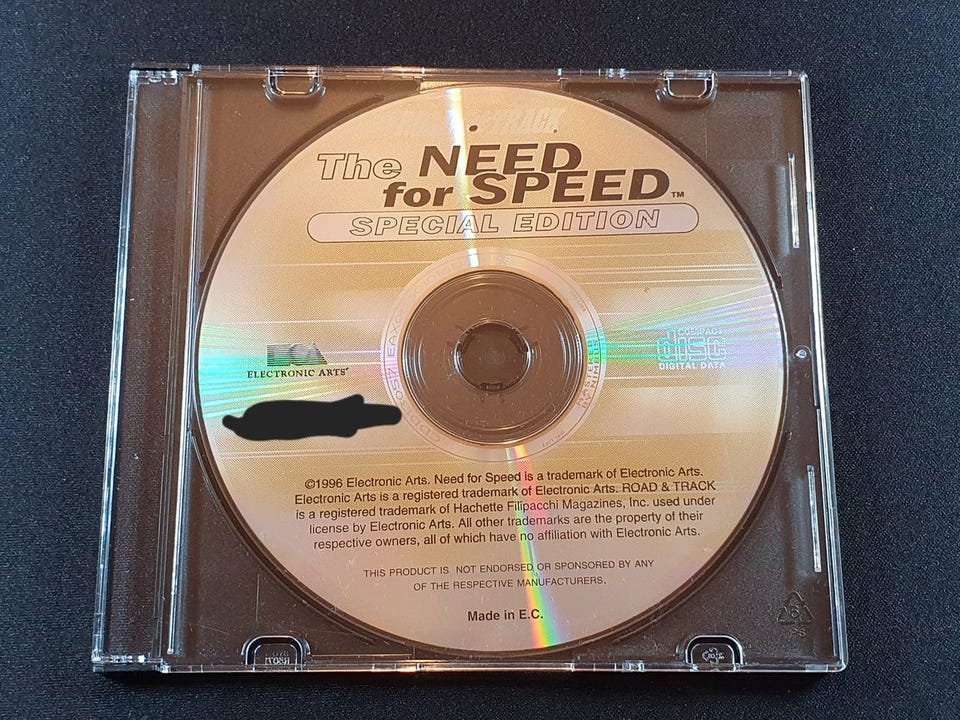 ROAD & TRACK
The NEED
for SPEED™
SPECIAL EDITION
COMPACT
disc
DIGITAL DATA
ELECTRONIC ARTS®
©1996 Electronic Arts. Need for Speed is a trademark of Electronic Arts.
Electronic Arts is a registered trademark of Electronic Arts. ROAD & TRACK
is a registered trademark of Hachette Filipacchi Magazines, Inc. used under
license by Electronic Arts. All other trademarks are the property of their
respective owners, all of which have no affiliation with Electronic Arts.
THIS PRODUCT IS NOT ENDORSED OR SPONSORED BY ANY
OF THE RESPECTIVE MANUFACTURERS.
Made in E.C.
6
PS